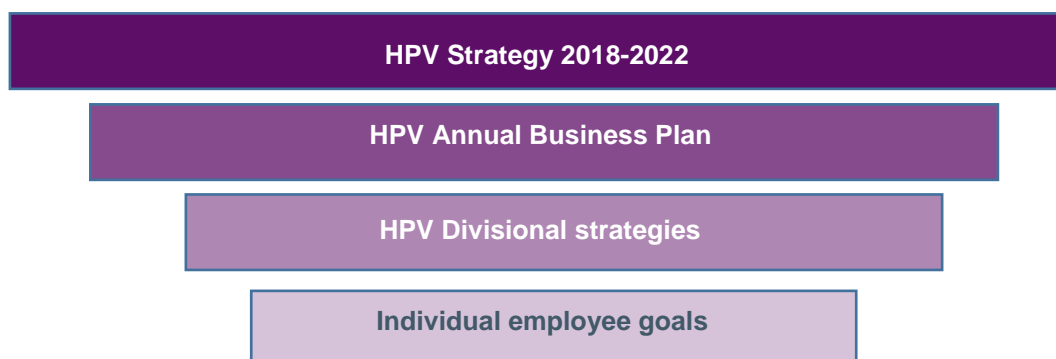 HPV Strategy 2018-2022
HPV Annual Business Plan
HPV Divisional strategies
Individual employee goals